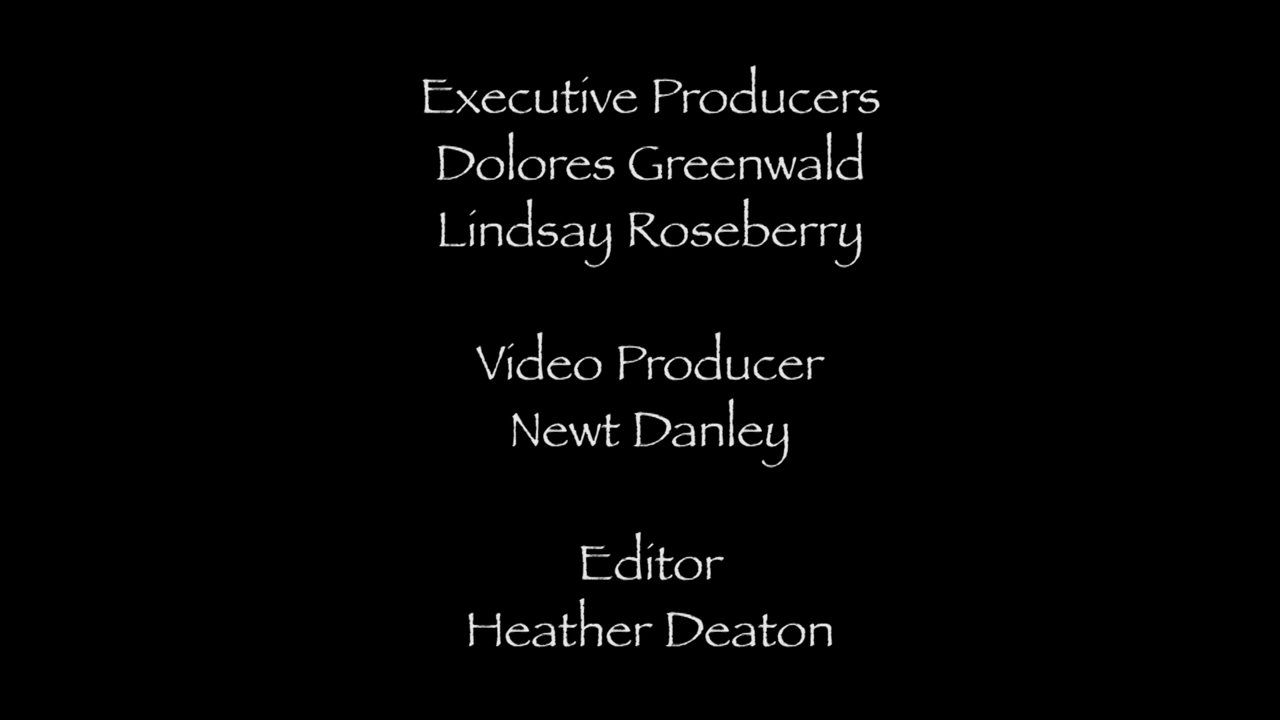 Executive Producers
Dolores Greenwald
Lindsay Roseberry
Video Producer
Newt Danley
Editor
Heather Deaton